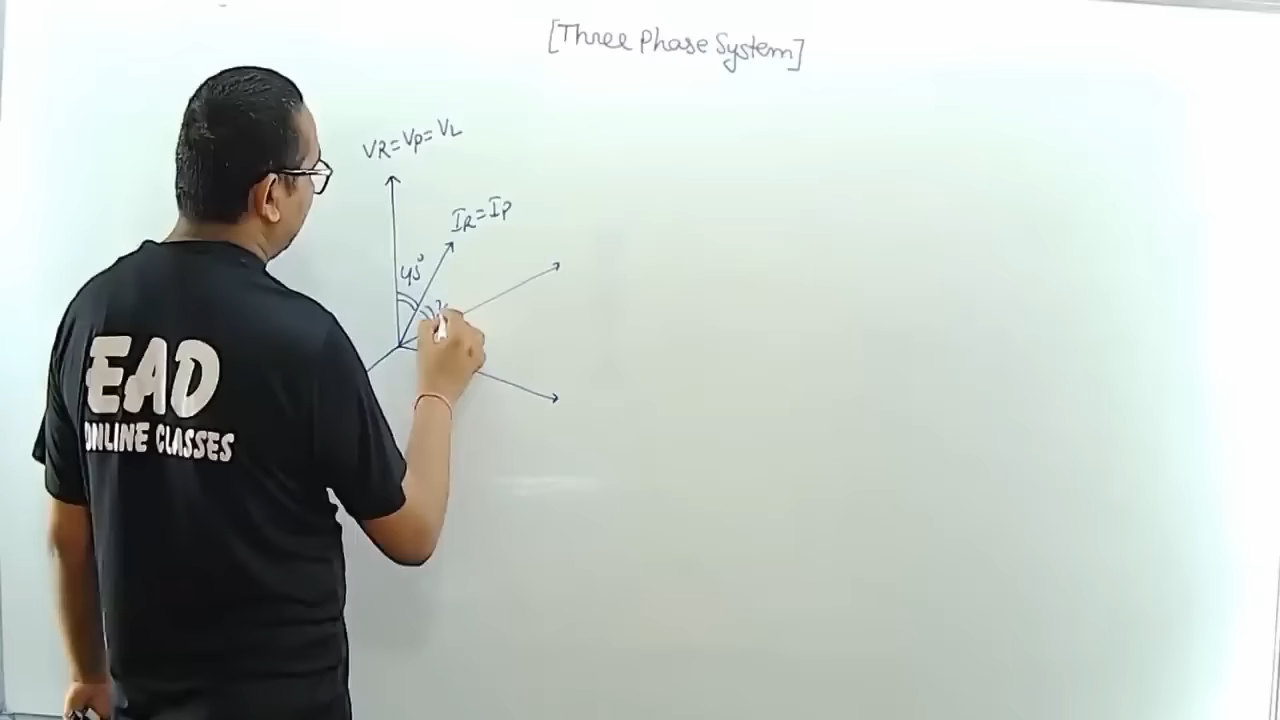 [Three Phase System]
VR=VP=VL
IR=IP
45°
EAD
ONLINE CLASSES